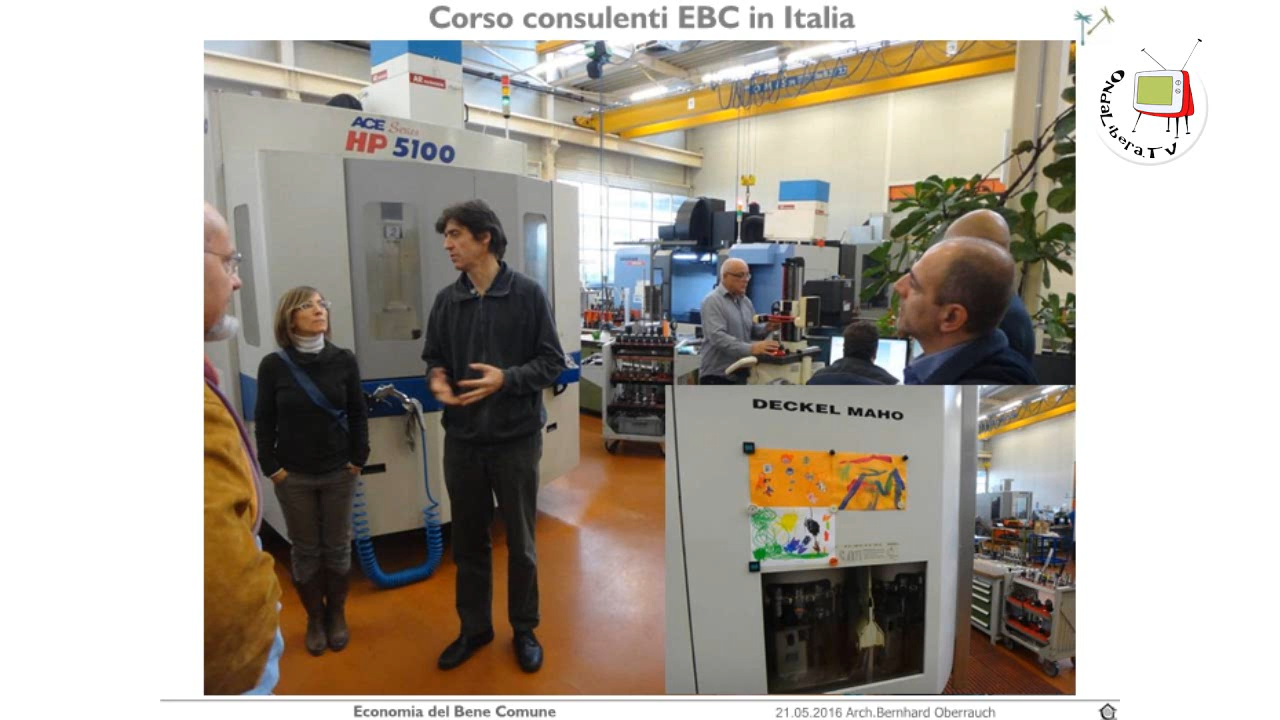 Corso consulenti EBC in Italia
OndaLibera.TV
ACE Series
HP 5100
DECKEL MAHO
Economia del Bene Comune
21.05.2016 Arch.Bernhard Oberrauch